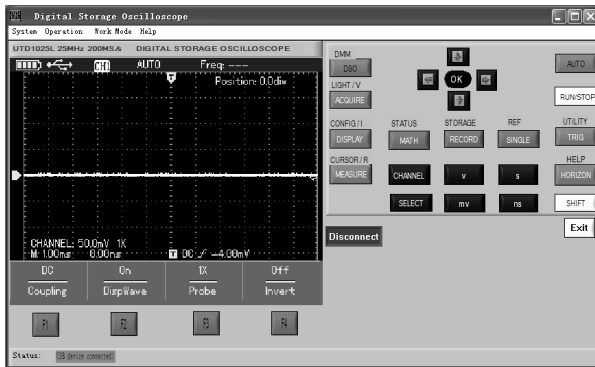 Digital Storage Oscilloscope
System Operation Work Mode Help
UTD1025L 25MHz 200MS/s DIGITAL STORAGE OSCILLOSCOPE
CH1 AUTO Freq: ---
T Position: 0.0div
CHANNEL: 50.0mV 1X
M: 1.00ms 0.00ns T DC -4.00mV
DC On 1X Off
Coupling DispWave Probe Invert
F1 F2 F3 F4
DMM
DSO OK AUTO
LIGHT/V
ACQUIRE RUN/STOP
CONFIG/I STATUS STORAGE REF UTILITY
DISPLAY MATH RECORD SINGLE TRIG
CURSOR/R HELP
MEASURE CHANNEL v s HORIZON
SELECT mv ns SHIFT
Disconnect Exit
Status: USB device connected!